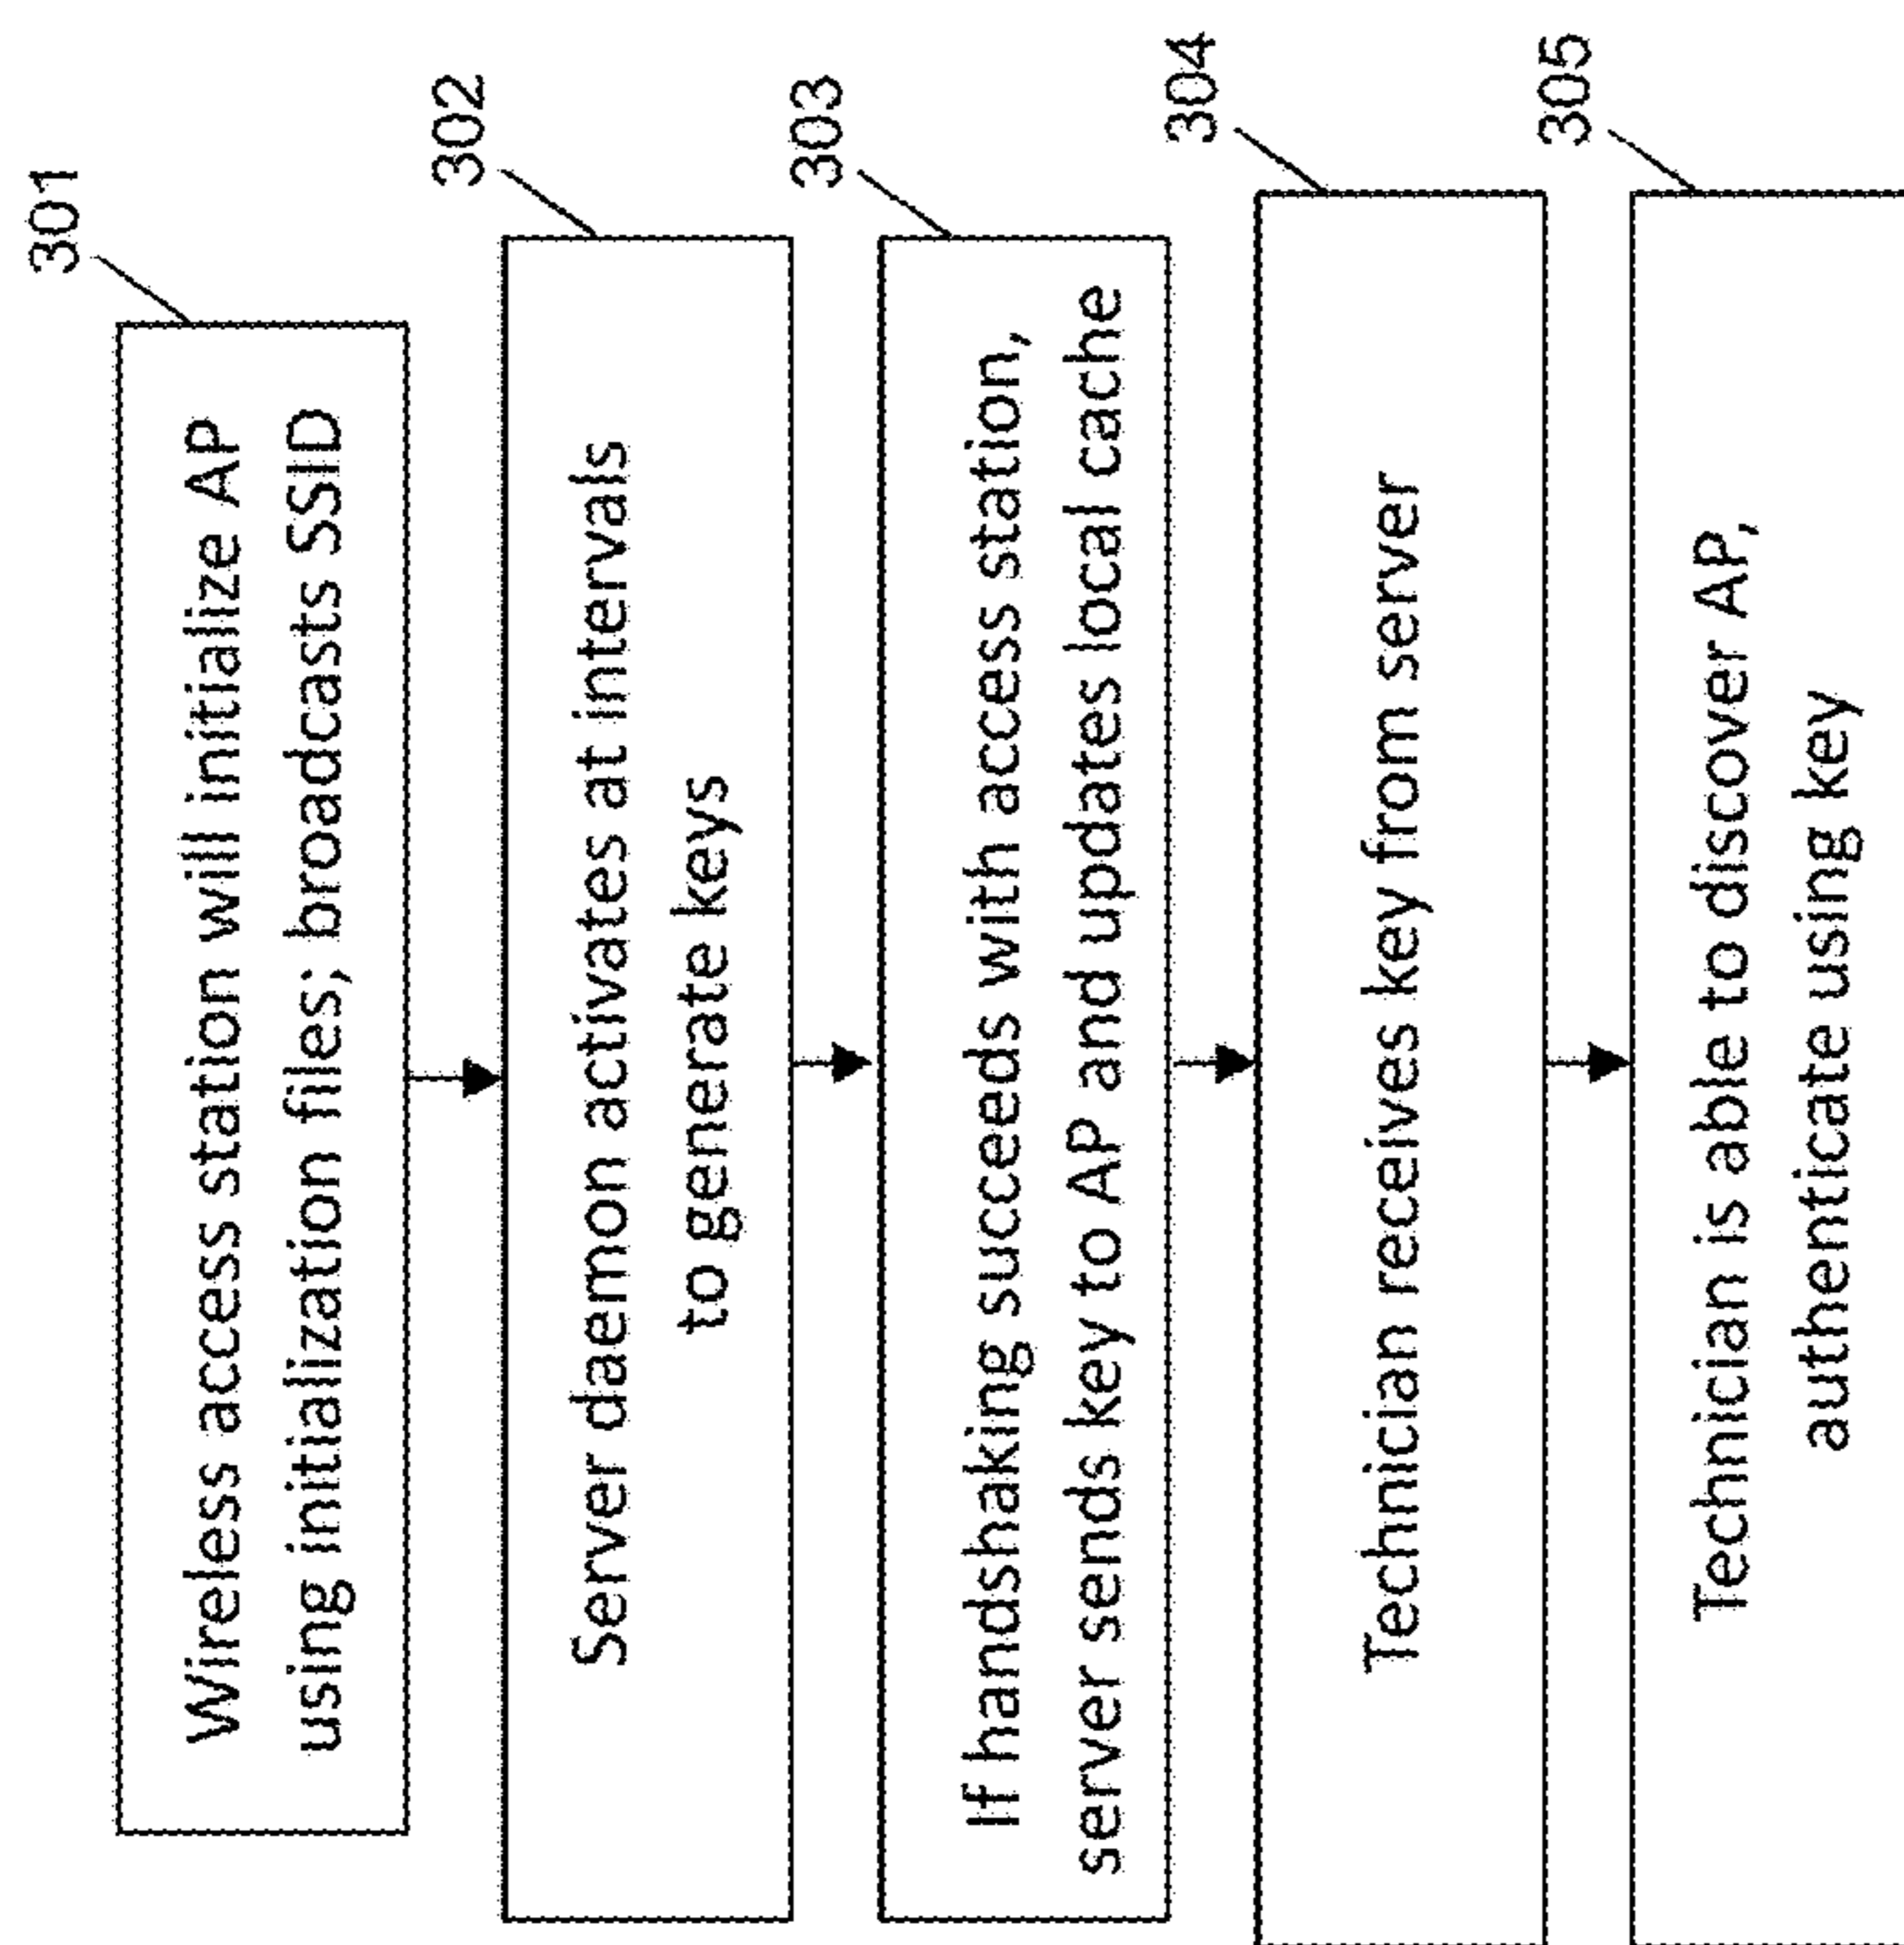 301
Wireless access station will initialize AP
using initialization files; broadcasts SSID
302
Server daemon activates at intervals
to generate keys
303
If handshaking succeeds with access station,
server sends key to AP and updates local cache
304
Technician receives key from server
305
Technician is able to discover AP,
authenticate using key